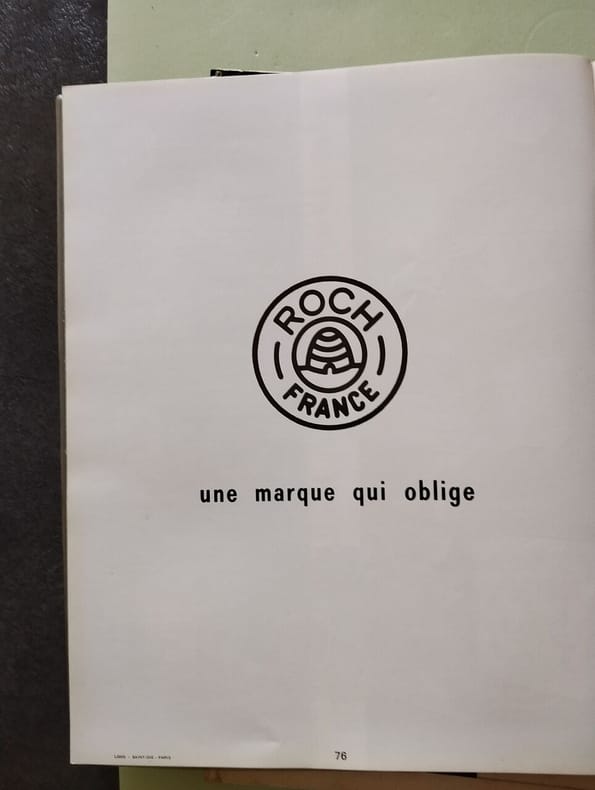 ROCH
FRANCE
une marque qui oblige
76